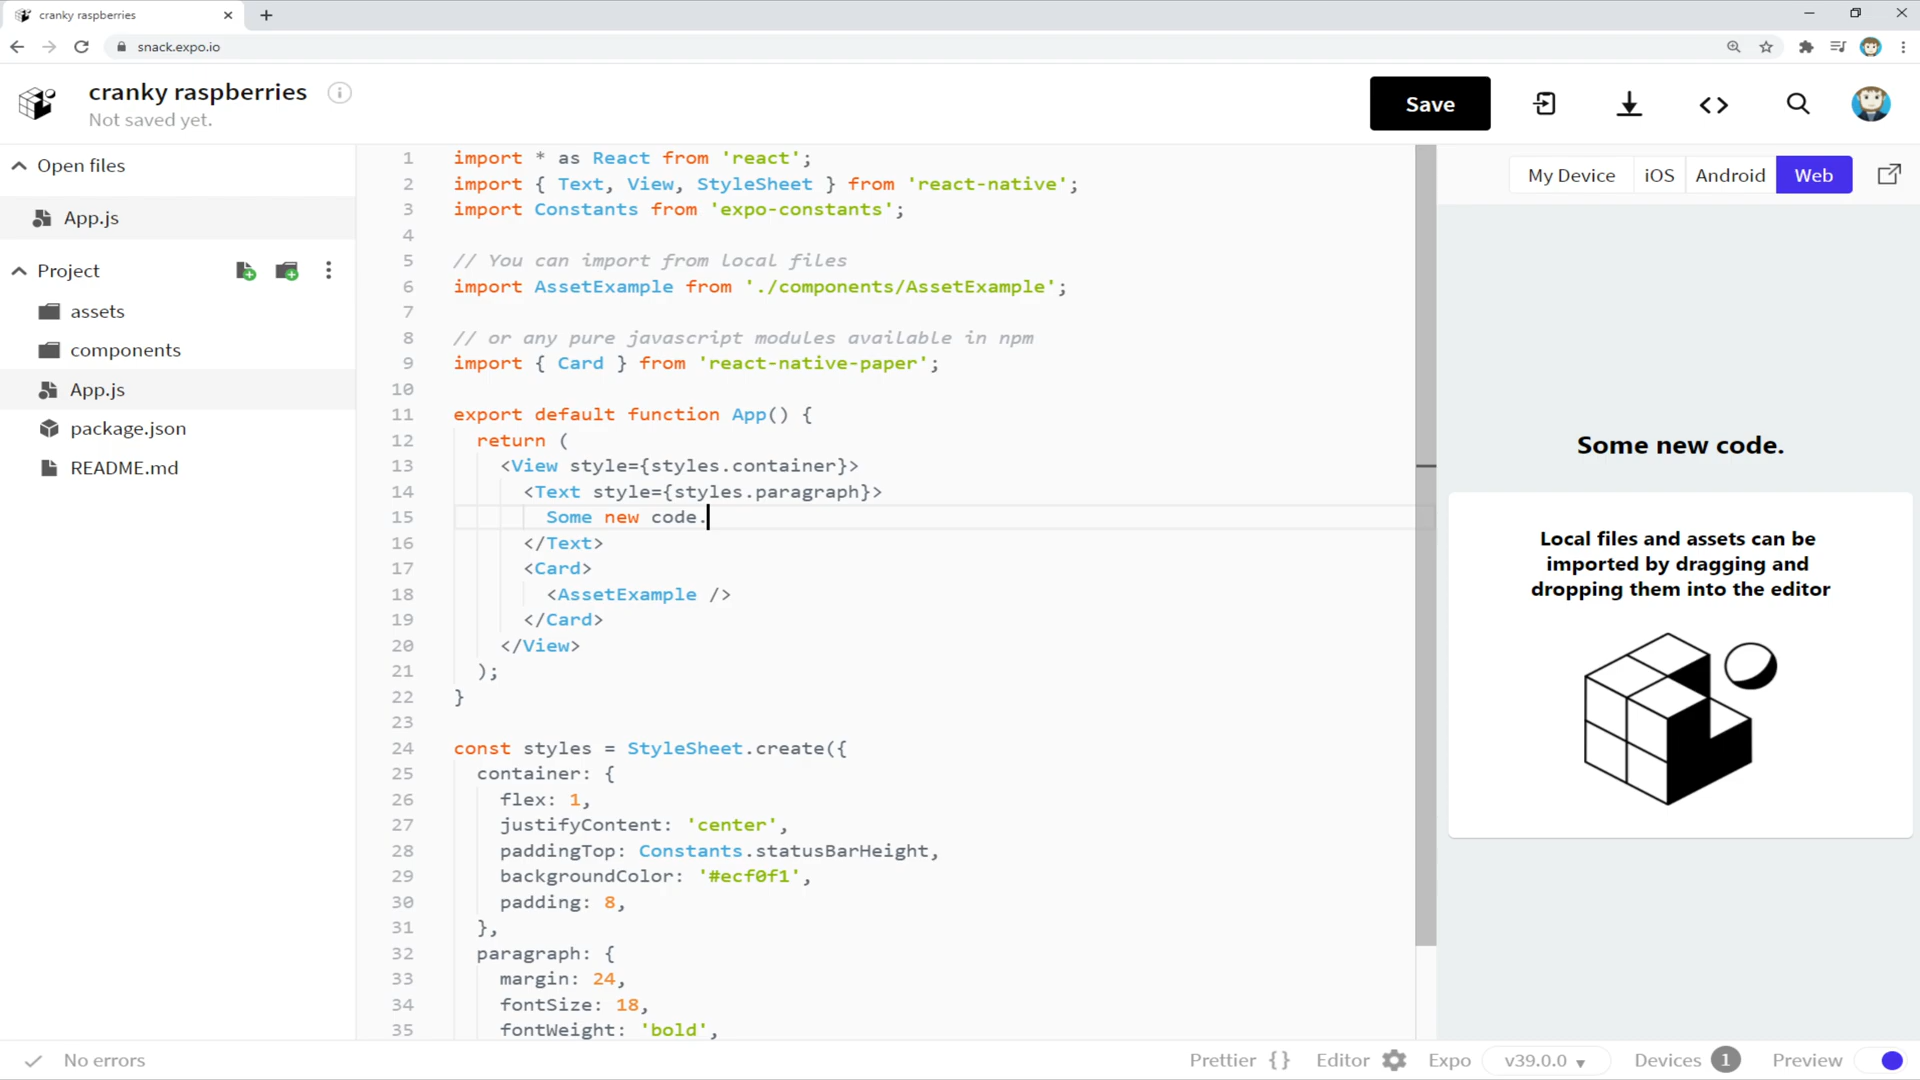 cranky raspberries
snack.expo.io
cranky raspberries
Not saved yet.
Save
Open files
App.js
Project
assets
components
App.js
package.json
README.md
1 import * as React from 'react';
2 import { Text, View, StyleSheet } from 'react-native';
3 import Constants from 'expo-constants';
4
5 // You can import from local files
6 import AssetExample from './components/AssetExample';
7
8 // or any pure javascript modules available in npm
9 import { Card } from 'react-native-paper';
10
11 export default function App() {
12 return (
13 <View style={styles.container}>
14 <Text style={styles.paragraph}>
15 Some new code.
16 </Text>
17 <Card>
18 <AssetExample />
19 </Card>
20 </View>
21 );
22 }
23
24 const styles = StyleSheet.create({
25 container: {
26 flex: 1,
27 justifyContent: 'center',
28 paddingTop: Constants.statusBarHeight,
29 backgroundColor: '#ecf0f1',
30 padding: 8,
31 },
32 paragraph: {
33 margin: 24,
34 fontSize: 18,
35 fontWeight: 'bold',
My Device iOS Android Web
Some new code.
Local files and assets can be
imported by dragging and
dropping them into the editor
No errors
Prettier {} Editor Expo v39.0.0 Devices 1 Preview